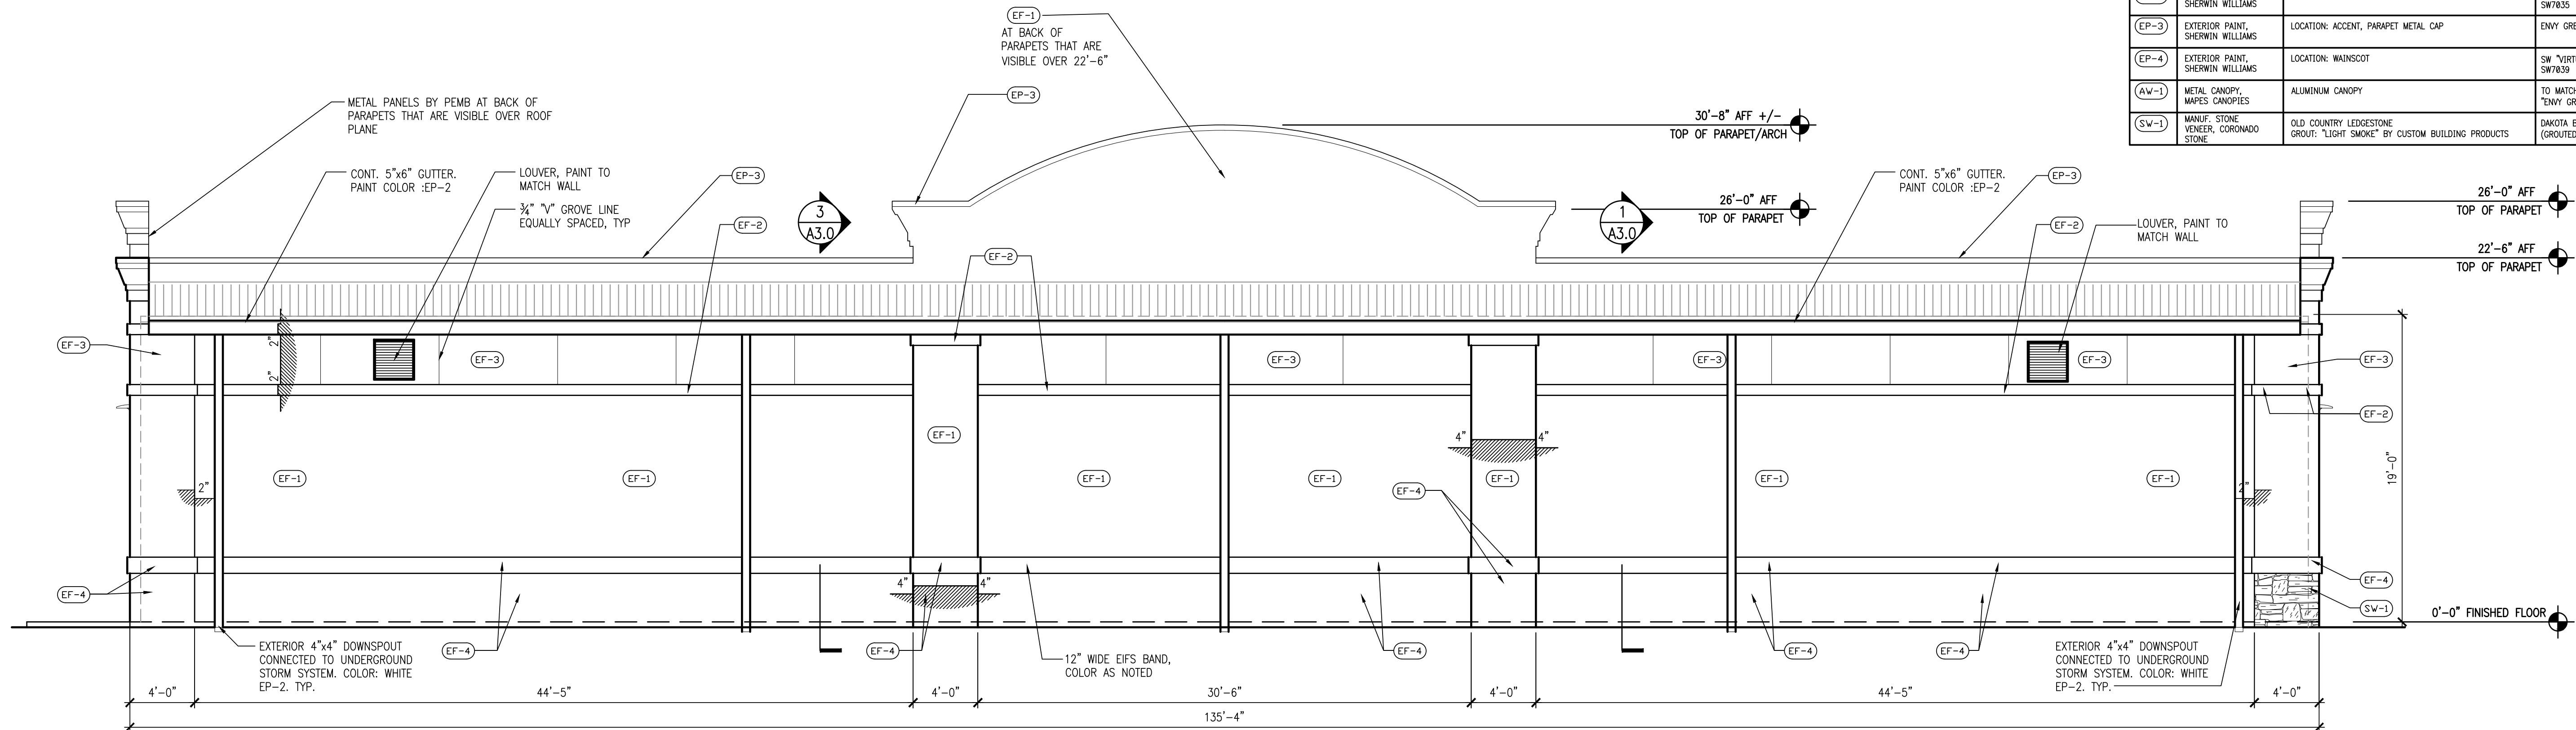 SHERWIN WILLIAMS
SW7035
EP-3 EXTERIOR PAINT, LOCATION: ACCENT, PARAPET METAL CAP
SHERWIN WILLIAMS
EP-4 EXTERIOR PAINT, LOCATION: WAINSCOT SW
SHERWIN WILLIAMS SW7039
AW-1 METAL CANOPY, ALUMINUM CANOPY TO MATCH
MAPES CANOPIES
SW-1 MANUF. STONE OLD COUNTRY LEDGESTONE DAKOTA
VENEER, CORONADO GROUT: "LIGHT SMOKE" BY CUSTOM BUILDING PRODUCTS
STONE
EF-1
AT BACK OF
PARAPETS THAT ARE
VISIBLE OVER 22'-6"
EP-3
METAL PANELS BY PEMB AT BACK OF
PARAPETS THAT ARE VISIBLE OVER ROOF
PLANE
30'-8" AFF +/-
TOP OF PARAPET/ARCH
CONT. 5"x6" GUTTER.
PAINT COLOR :EP-2
LOUVER, PAINT TO
MATCH WALL
¾" "V" GROVE LINE
EQUALLY SPACED, TYP
EP-3
EF-2
3
A3.0
1
A3.0
26'-0" AFF
TOP OF PARAPET
CONT. 5"x6" GUTTER.
PAINT COLOR :EP-2
EP-3
EF-2
LOUVER, PAINT TO
MATCH WALL
26'-0" AFF
TOP OF PARAPET
22'-6" AFF
TOP OF PARAPET
EF-2
EF-3
2"
2"
EF-3
EF-3
EF-3
EF-3
EF-3
EF-2
EF-1
4"
4"
2"
EF-1
EF-1
EF-1
EF-1
EF-4
EF-1
EF-1
EF-1
2"
19'-0"
EF-4
4"
4"
EF-4
SW-1
0'-0" FINISHED FLOOR
EXTERIOR 4"x4" DOWNSPOUT
CONNECTED TO UNDERGROUND
STORM SYSTEM. COLOR: WHITE
EP-2. TYP.
EF-4
EF-4
12" WIDE EIFS BAND,
COLOR AS NOTED
EF-4
EF-4
EF-4
EXTERIOR 4"x4" DOWNSPOUT
CONNECTED TO UNDERGROUND
STORM SYSTEM. COLOR: WHITE
EP-2. TYP.
4'-0"
44'-5"
4'-0"
30'-6"
4'-0"
44'-5"
4'-0"
135'-4"